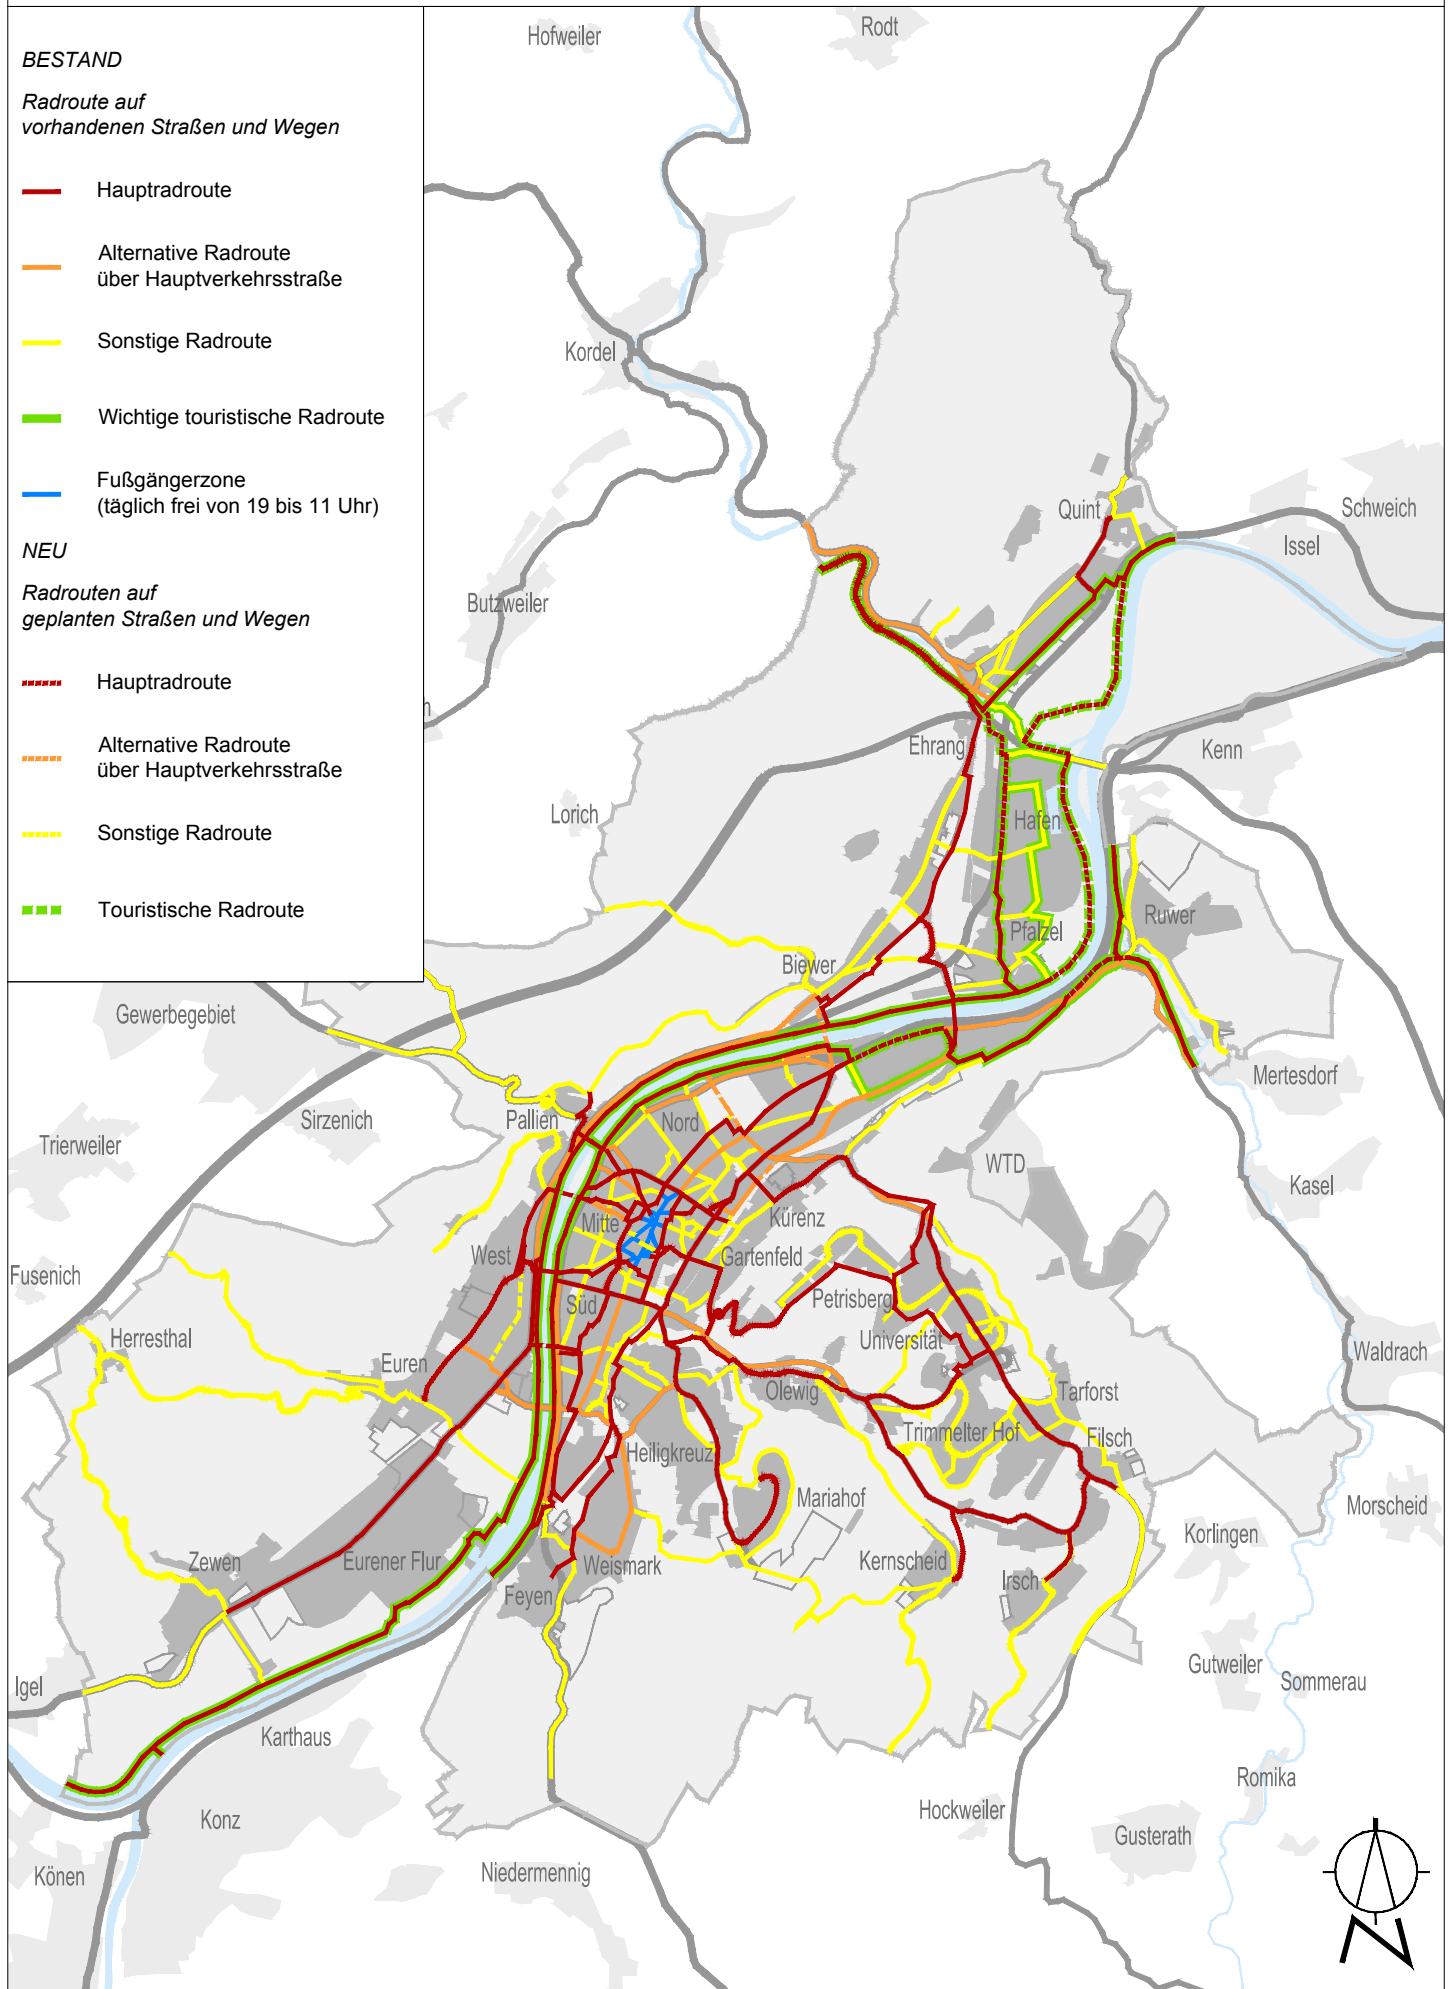 BESTAND
Radroute auf
vorhandenen Straßen und Wegen
Hauptradroute
Alternative Radroute
über Hauptverkehrsstraße
Sonstige Radroute
Wichtige touristische Radroute
Fußgängerzone
(täglich frei von 19 bis 11 Uhr)
NEU
Radrouten auf
geplanten Straßen und Wegen
Hauptradroute
Alternative Radroute
über Hauptverkehrsstraße
Sonstige Radroute
Touristische Radroute
Hofweiler
Rodt
Kordel
Quint
Schweich
Issel
Butzweiler
h
Ehrang
Kenn
Lorich
Hafen
Ruwer
Pfalzel
Biewer
Gewerbegebiet
Mertesdorf
Sirzenich
Pallien
Nord
Trierweiler
WTD
Kasel
Mitte
Kürenz
West
Gartenfeld
Fusenich
Süd
Petrisberg
Herresthal
Universität
Waldrach
Euren
Olewig
Tarforst
Trimmelter Hof
Filsch
Heiligkreuz
Mariahof
Morscheid
Korlingen
Zewen
Eurener Flur
Weismark
Kernscheid
Irsch
Feyen
Igel
Gutweiler
Sommerau
Karthaus
Romika
Konz
Hockweiler
Gusterath
Könen
Niedermennig
N